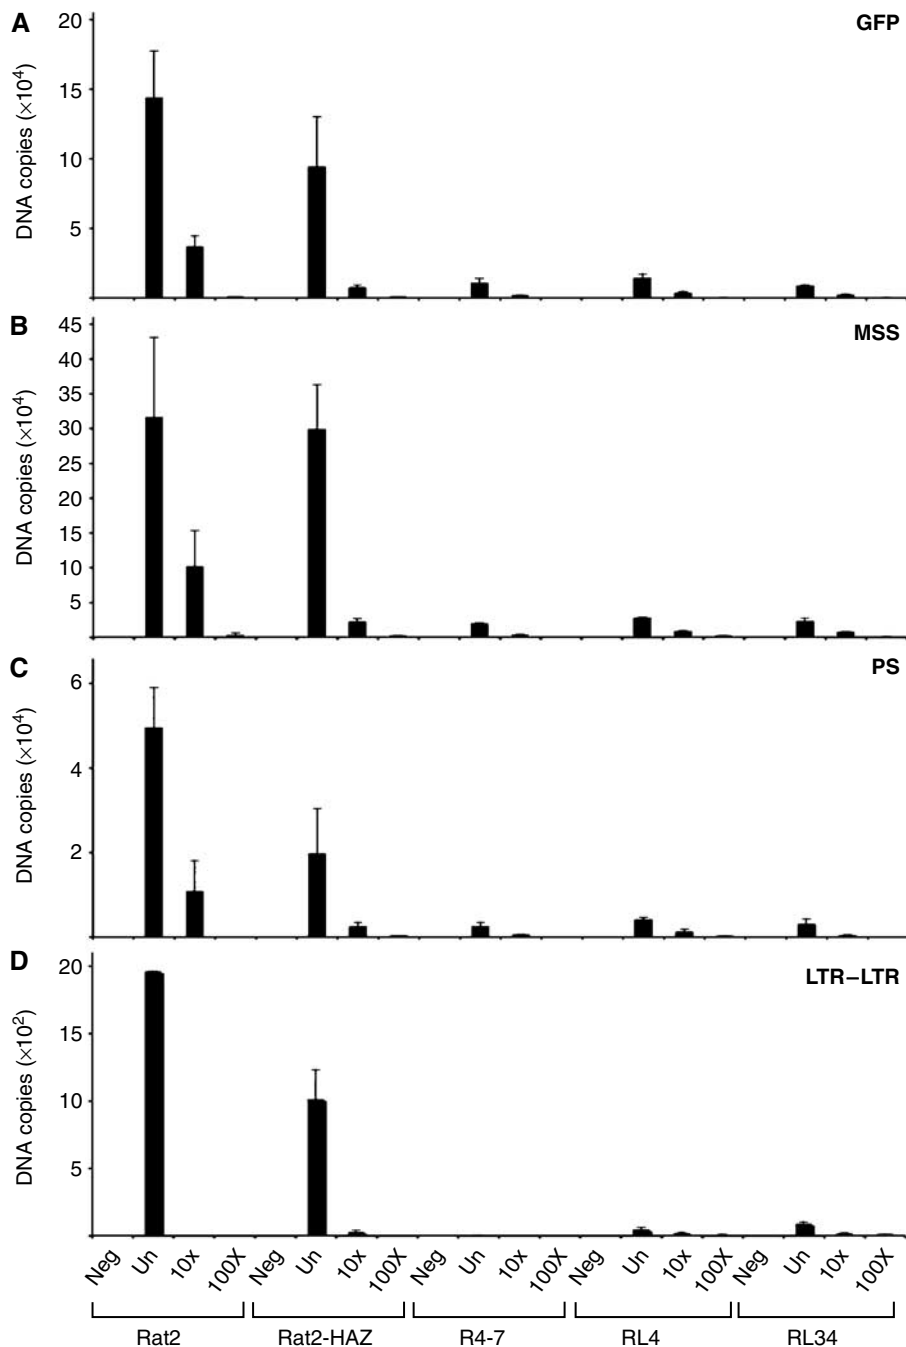 A
GFP
DNA copies (×10⁴)
20
15
10
5
B
MSS
DNA copies (×10⁴)
45
40
35
30
25
20
15
10
5
C
PS
DNA copies (×10⁴)
6
4
2
D
LTR–LTR
DNA copies (×10²)
20
15
10
5
Neg Un 10x 100X Neg Un 10x 100X Neg Un 10x 100X Neg Un 10x 100X Neg Un 10x 100X
Rat2 Rat2-HAZ R4-7 RL4 RL34